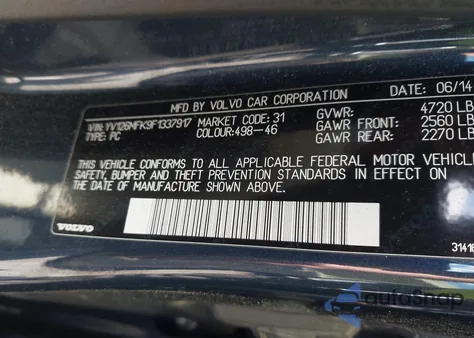 MFD. BY VOLVO CAR CORPORATION DATE: 06/14
VIN: YV126MFK9F1337917 MARKET CODE: 31 GVWR: 4720 LB
TYPE: PC COLOUR: 498-46 GAWR FRONT: 2560 LB
GAWR REAR: 2270 LB
THIS VEHICLE CONFORMS TO ALL APPLICABLE FEDERAL MOTOR VEHICLE
SAFETY, BUMPER AND THEFT PREVENTION STANDARDS IN EFFECT ON
THE DATE OF MANUFACTURE SHOWN ABOVE.
VOLVO 3141
autoSnap